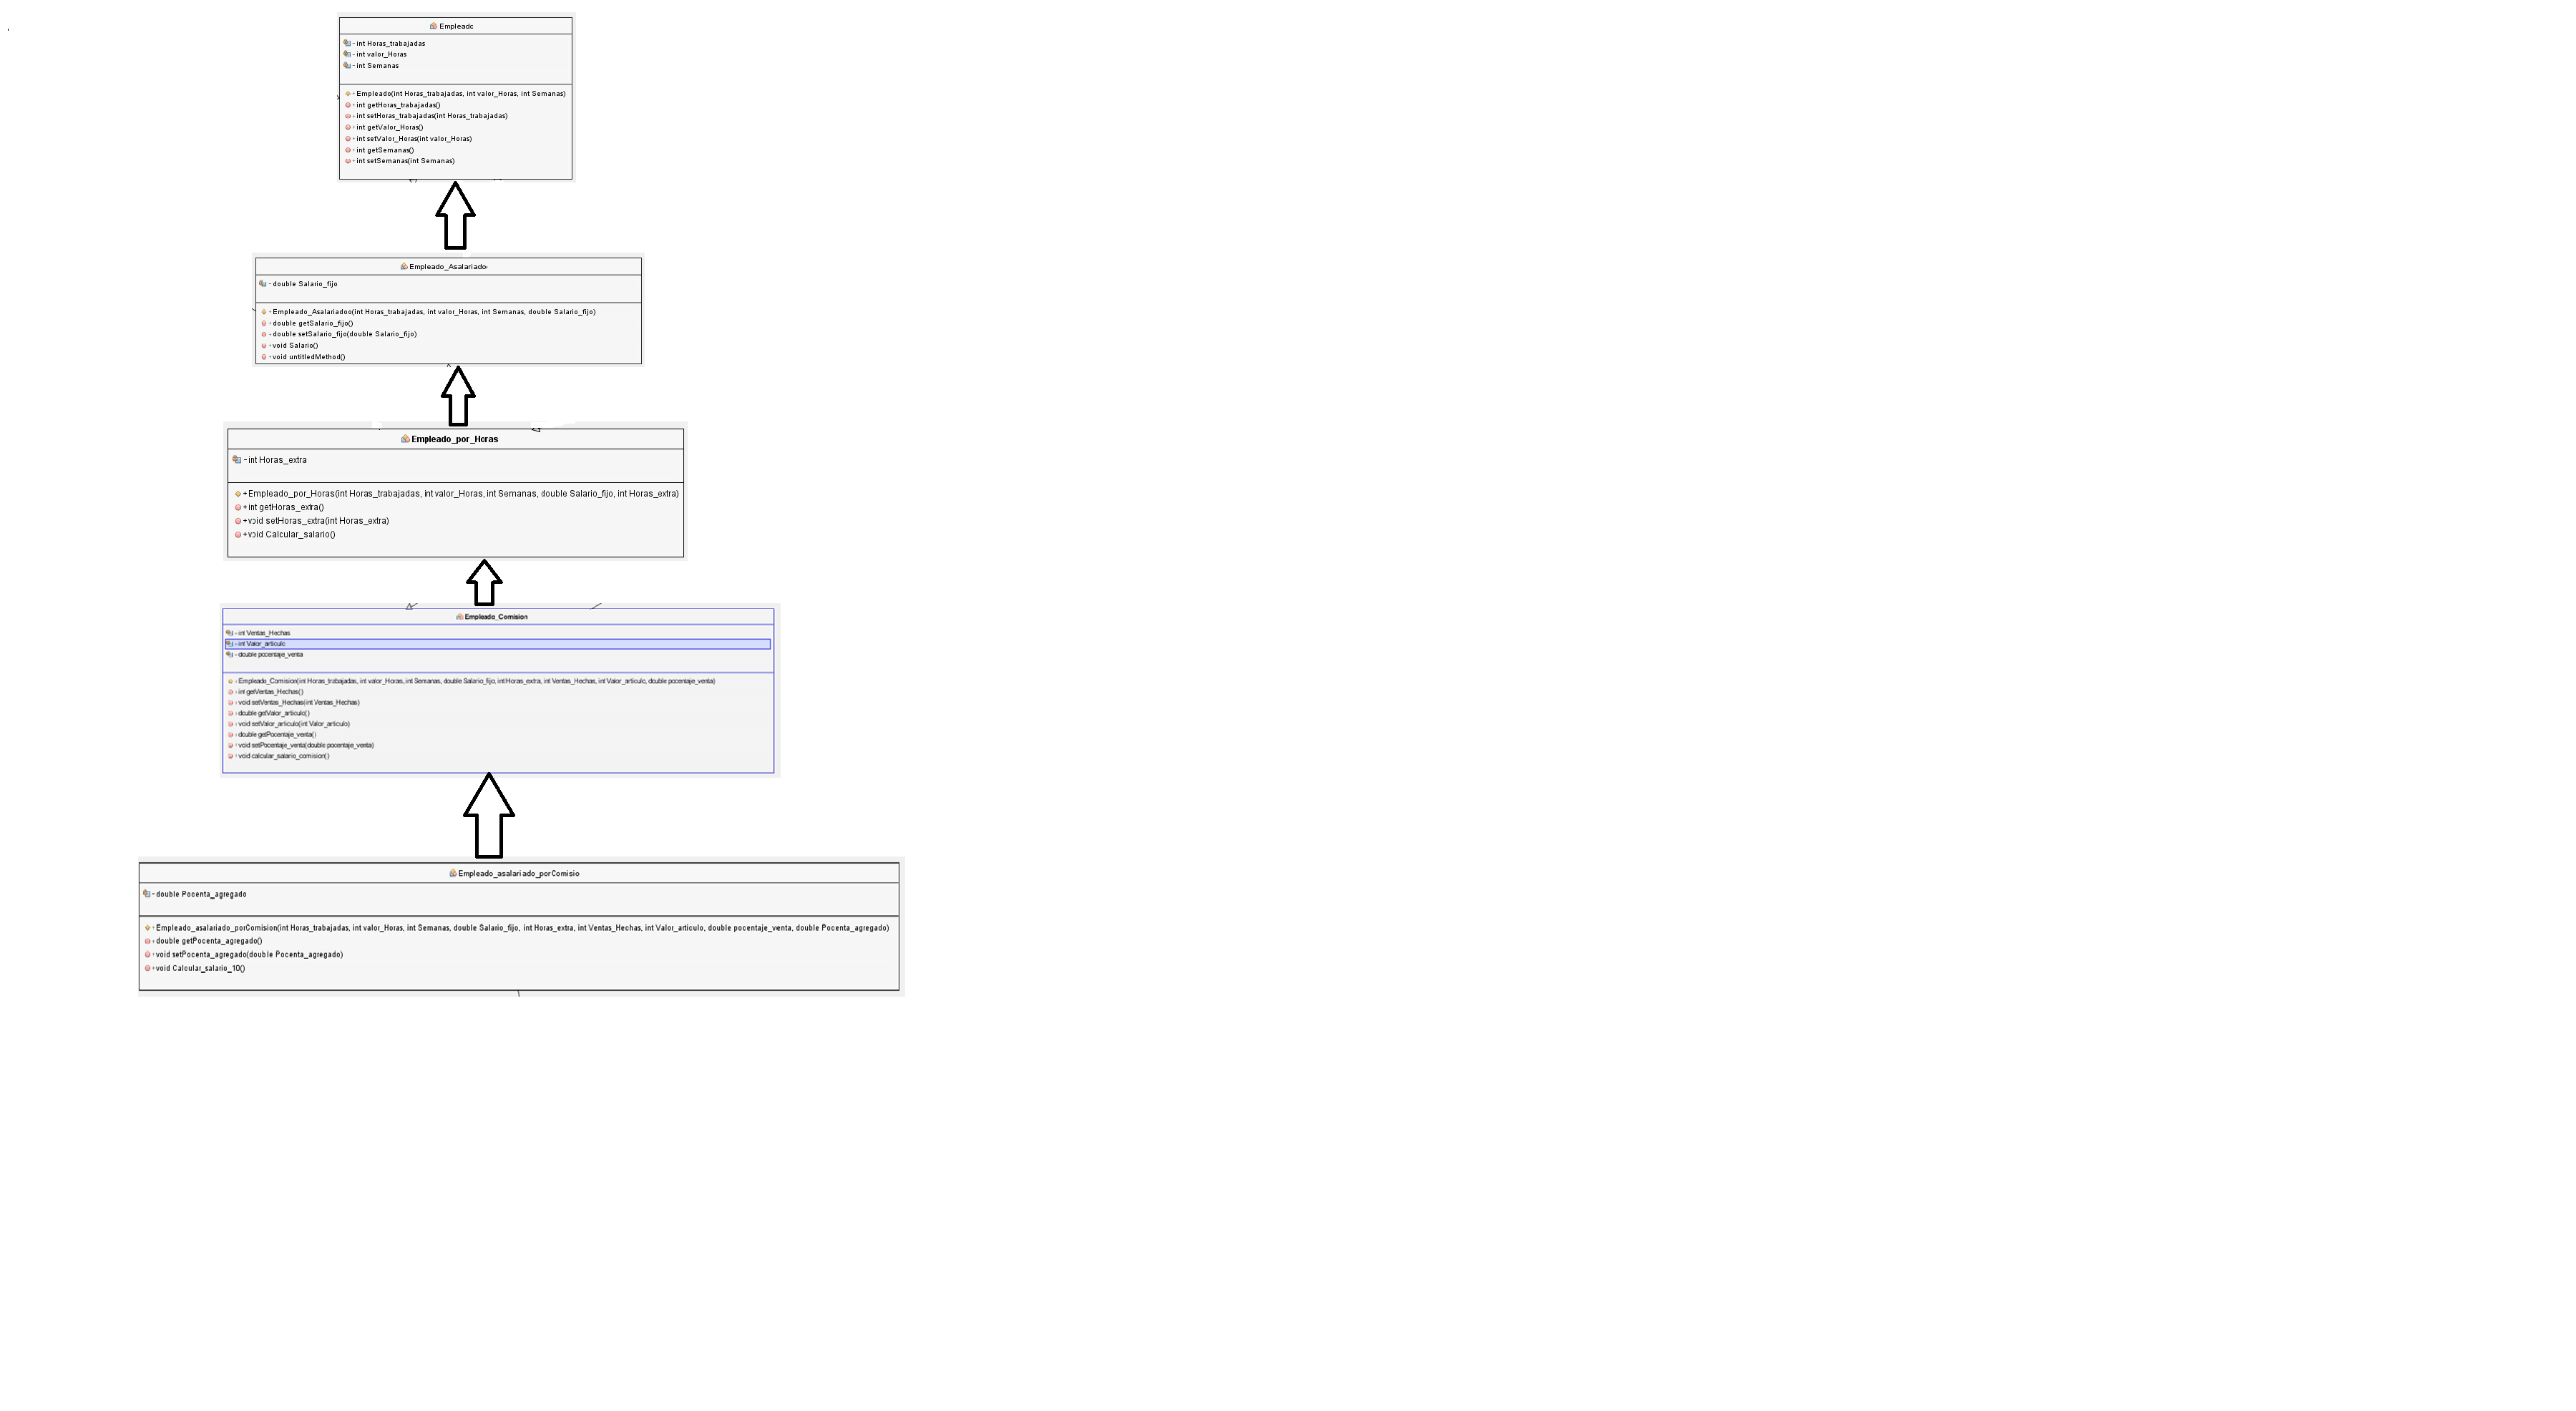 Empleado
- int Horas_trabajadas
- int valor_Horas
- int Semanas
+ Empleado(int Horas_trabajadas, int valor_Horas, int Semanas)
+ int getHoras_trabajadas()
+ int setHoras_trabajadas(int Horas_trabajadas)
+ int getValor_Horas()
+ int setValor_Horas(int valor_Horas)
+ int getSemanas()
+ int setSemanas(int Semanas)
Empleado_Asalariado
- double Salario_fijo
+ Empleado_Asalariadoo(int Horas_trabajadas, int valor_Horas, int Semanas, double Salario_fijo)
+ double getSalario_fijo()
+ double setSalario_fijo(double Salario_fijo)
+ void Salario()
+ void untitledMethod()
Empleado_por_Horas
- int Horas_extra
+ Empleado_por_Horas(int Horas_trabajadas, int valor_Horas, int Semanas, double Salario_fijo, int Horas_extra)
+ int getHoras_extra()
+ void setHoras_extra(int Horas_extra)
+ void Calcular_salario()
Empleado_Comision
- int Ventas_Hechas
- int Valor_articulo
- double pocentaje_venta
+ Empleado_Comision(int Horas_trabajadas, int valor_Horas, int Semanas, double Salario_fijo, int Horas_extra, int Ventas_Hechas, int Valor_articulo, double pocentaje_venta)
+ int getVentas_Hechas()
+ void setVentas_Hechas(int Ventas_Hechas)
+ double getValor_articulo()
+ void setValor_articulo(int Valor_articulo)
+ double getPocentaje_venta()
+ void setPocentaje_venta(double pocentaje_venta)
+ void calcular_salario_comision()
Empleado_asalariado_porComisio
- double Pocenta_agregado
+ Empleado_asalariado_porComision(int Horas_trabajadas, int valor_Horas, int Semanas, double Salario_fijo, int Horas_extra, int Ventas_Hechas, int Valor_articulo, double pocentaje_venta, double Pocenta_agregado)
+ double getPocenta_agregado()
+ void setPocenta_agregado(double Pocenta_agregado)
+ void Calcular_salario_10()